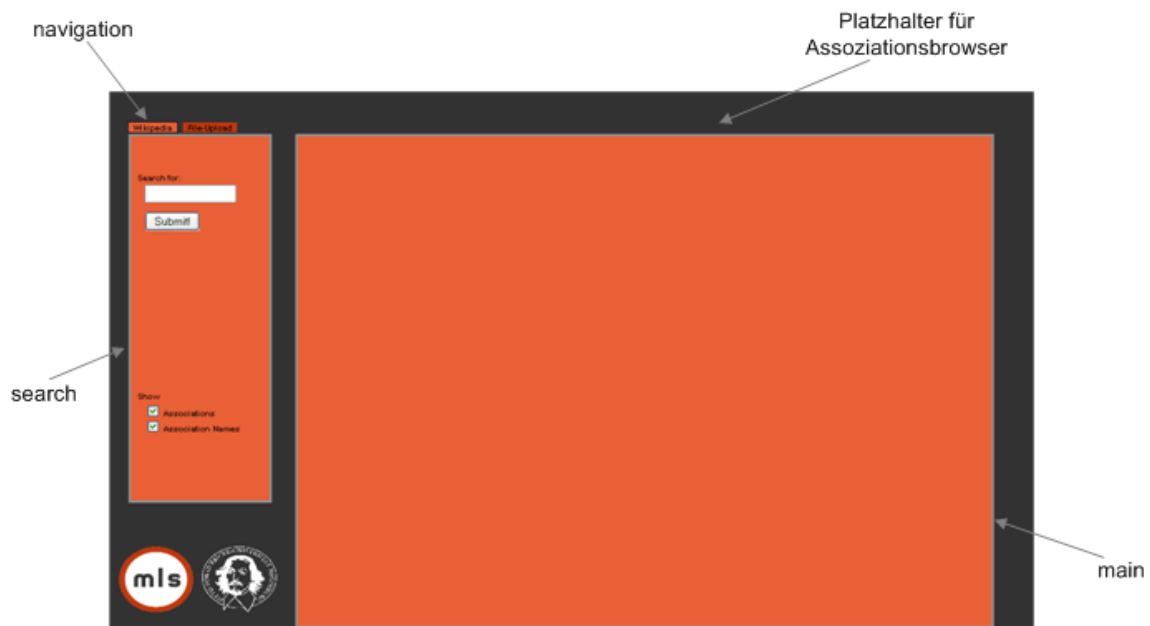 navigation
Platzhalter für
Assoziationsbrowser
Wikipedia File-Upload
Search for:
Submit!
search
Show
Associations
Association Names
mls
main